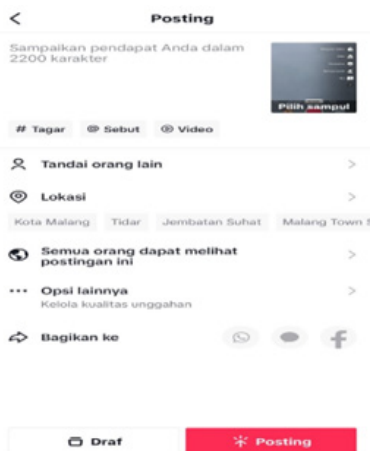 Posting
Sampaikan pendapat Anda dalam
2200 karakter
Pilih sampul
# Tagar
@ Sebut
Video
Tandai orang lain
Lokasi
Kota Malang
Tidar
Jembatan Suhat
Malang Town S
Semua orang dapat melihat
postingan ini
Opsi lainnya
Kelola kualitas unggahan
Bagikan ke
Draf
Posting